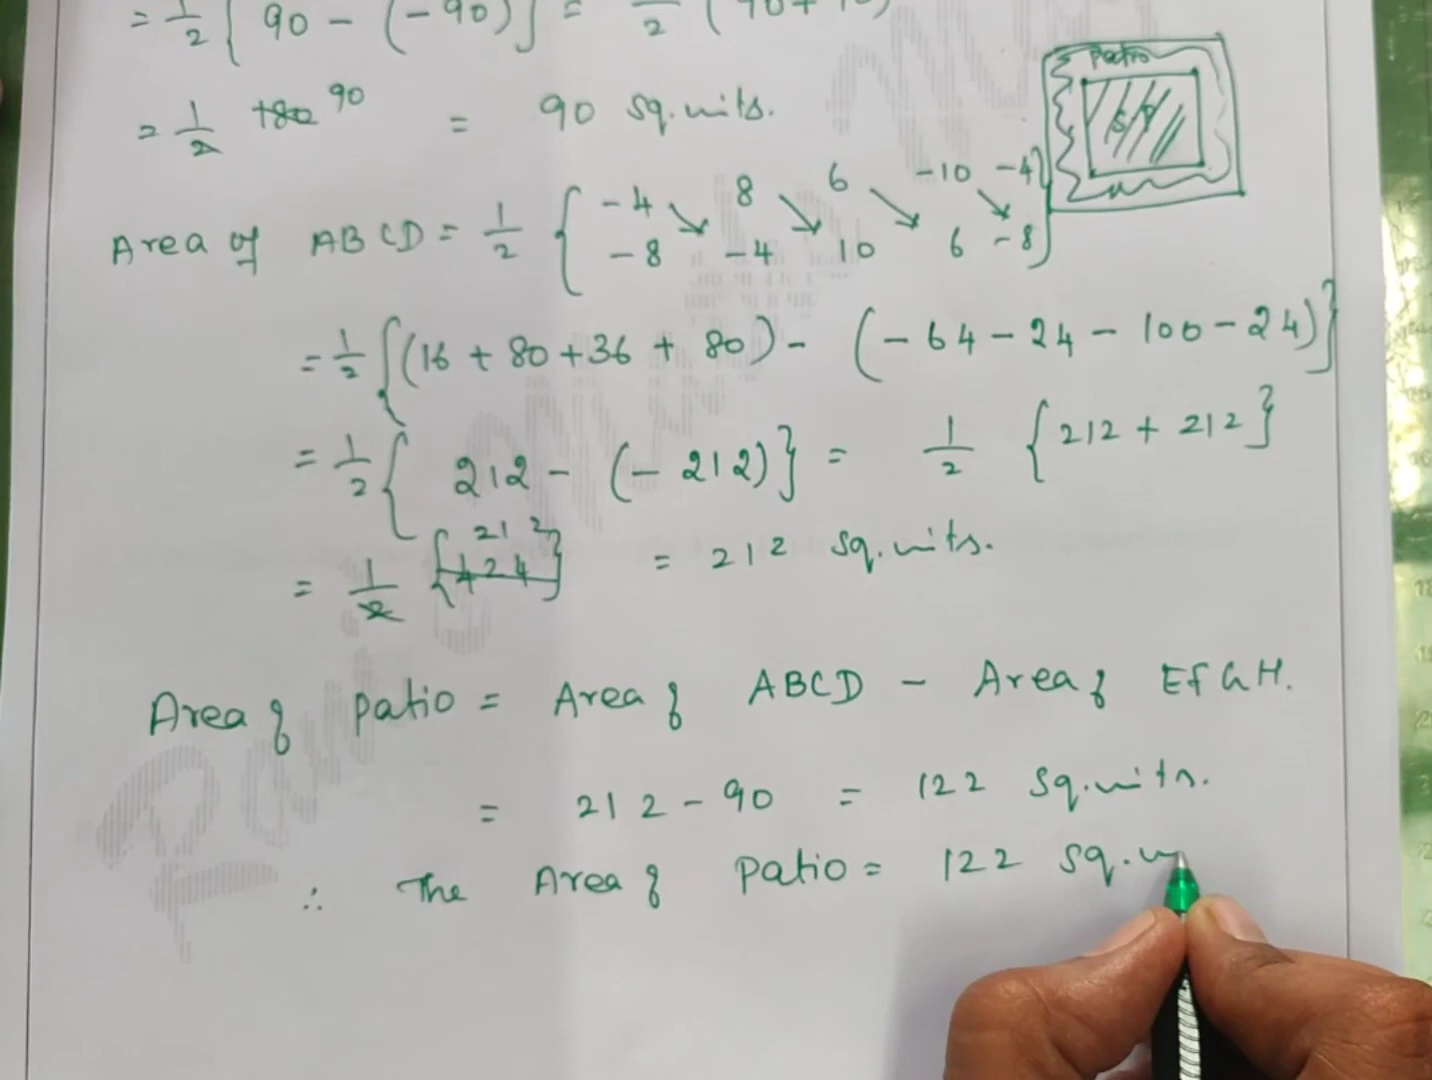 = 1/2 { 90 - (-90) } = 1/2 (90 + 90)
= 1/2 180 90 = 90 sq.units.
Patio
S.P
Area of ABCD = 1/2 { -4 8 6 -10 -4
-8 -4 10 6 -8 }
= 1/2 { (16 + 80 + 36 + 80) - (-64 - 24 - 100 - 24) }
= 1/2 { 212 - (-212) } = 1/2 { 212 + 212 }
= 1/2 { 424 } 212 = 212 sq.units.
Area of patio = Area of ABCD - Area of EFGH.
= 212 - 90 = 122 sq.units.
∴ The Area of Patio = 122 sq.u